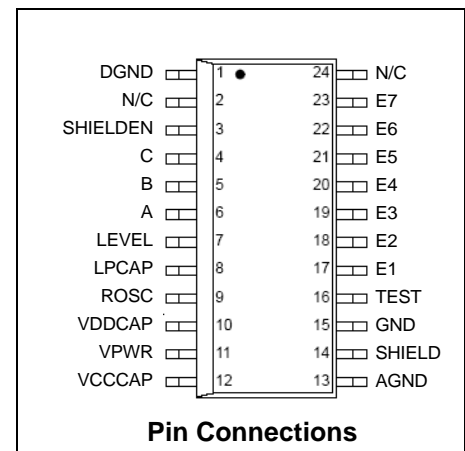 DGND 1 24 N/C
N/C 2 23 E7
SHIELDEN 3 22 E6
C 4 21 E5
B 5 20 E4
A 6 19 E3
LEVEL 7 18 E2
LPCAP 8 17 E1
ROSC 9 16 TEST
VDDCAP 10 15 GND
VPWR 11 14 SHIELD
VCCCAP 12 13 AGND
Pin Connections